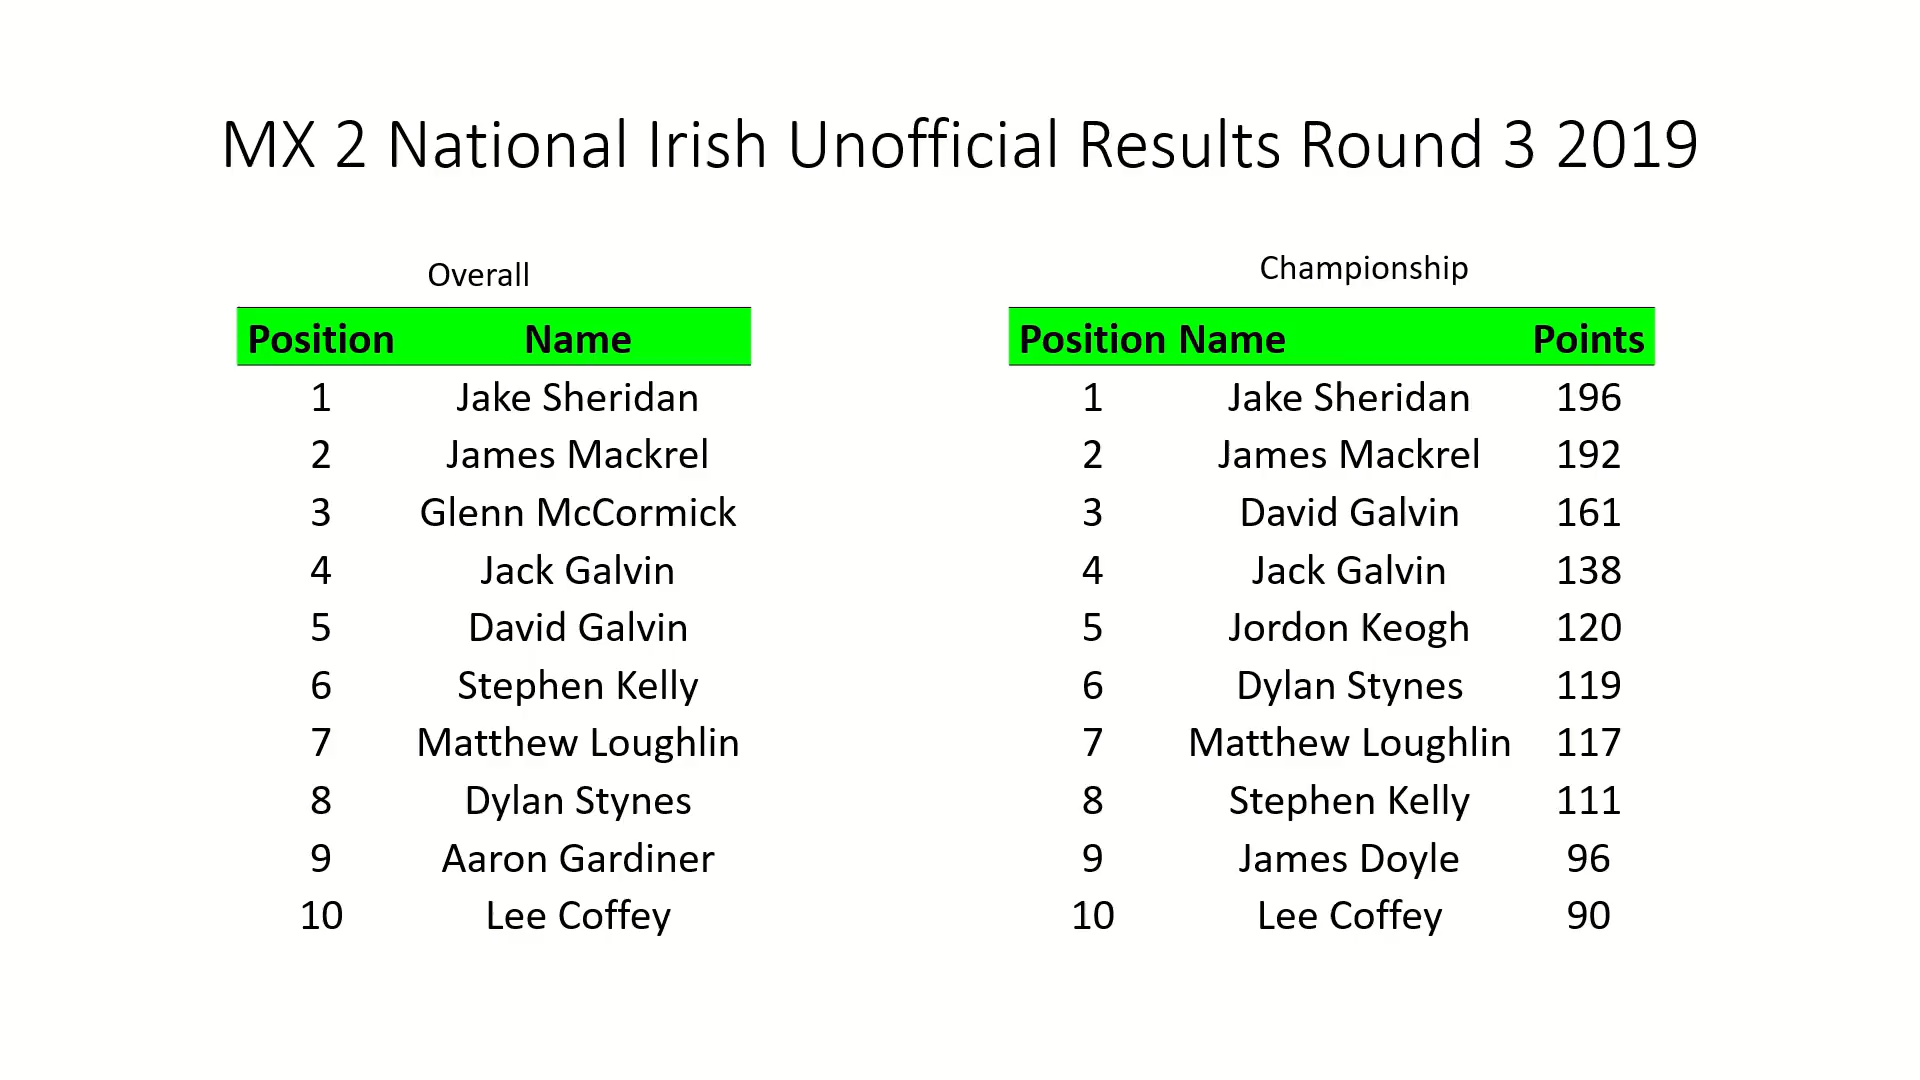 MX 2 National Irish Unofficial Results Round 3 2019
Overall
Position Name
1 Jake Sheridan
2 James Mackrel
3 Glenn McCormick
4 Jack Galvin
5 David Galvin
6 Stephen Kelly
7 Matthew Loughlin
8 Dylan Stynes
9 Aaron Gardiner
10 Lee Coffey
Championship
Position Name Points
1 Jake Sheridan 196
2 James Mackrel 192
3 David Galvin 161
4 Jack Galvin 138
5 Jordon Keogh 120
6 Dylan Stynes 119
7 Matthew Loughlin 117
8 Stephen Kelly 111
9 James Doyle 96
10 Lee Coffey 90